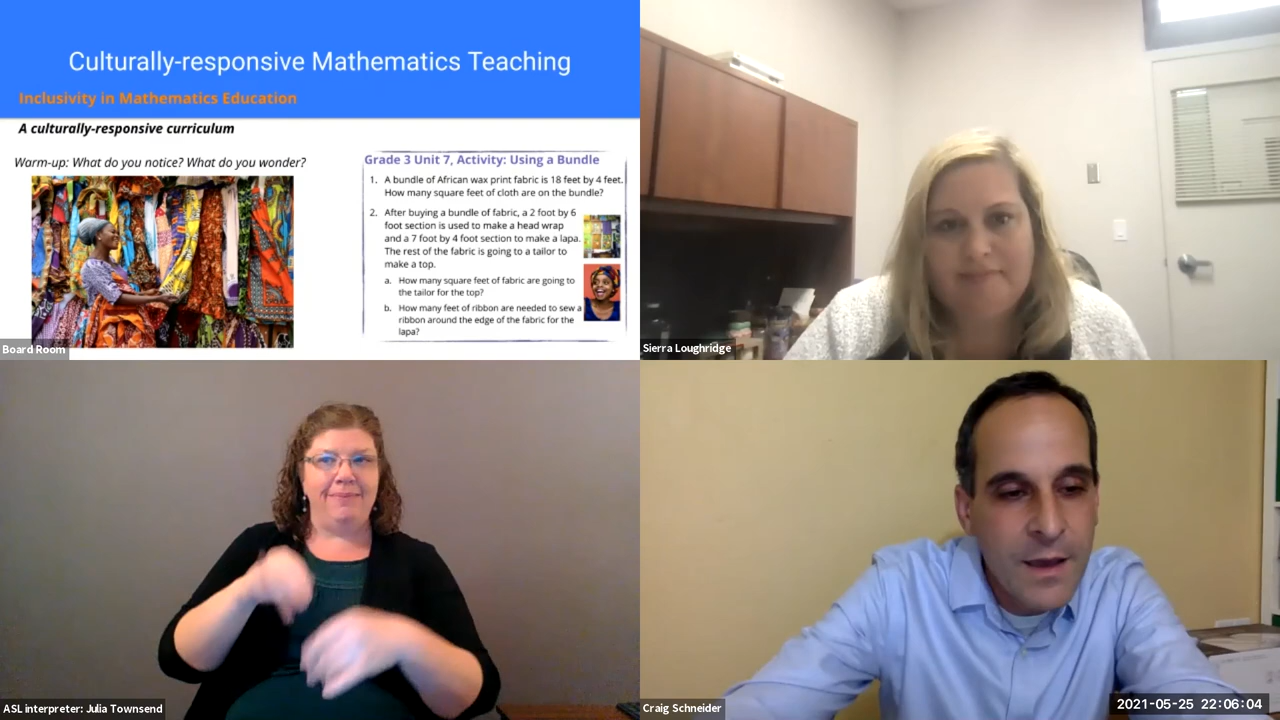 Culturally-responsive Mathematics Teaching
Inclusivity in Mathematics Education
A culturally-responsive curriculum
Warm-up: What do you notice? What do you wonder?
Grade 3 Unit 7, Activity: Using a Bundle
1. A bundle of African wax print fabric is 18 feet by 4 feet.
How many square feet of cloth are on the bundle?
2. After buying a bundle of fabric, a 2 foot by 6
foot section is used to make a head wrap
and a 7 foot by 4 foot section to make a lapa.
The rest of the fabric is going to a tailor to
make a top.
a. How many square feet of fabric are going to
the tailor for the top?
b. How many feet of ribbon are needed to sew a
ribbon around the edge of the fabric for the
lapa?
Board Room
Sierra Loughridge
ASL interpreter: Julia Townsend
Craig Schneider
2021-05-25 22:06:04